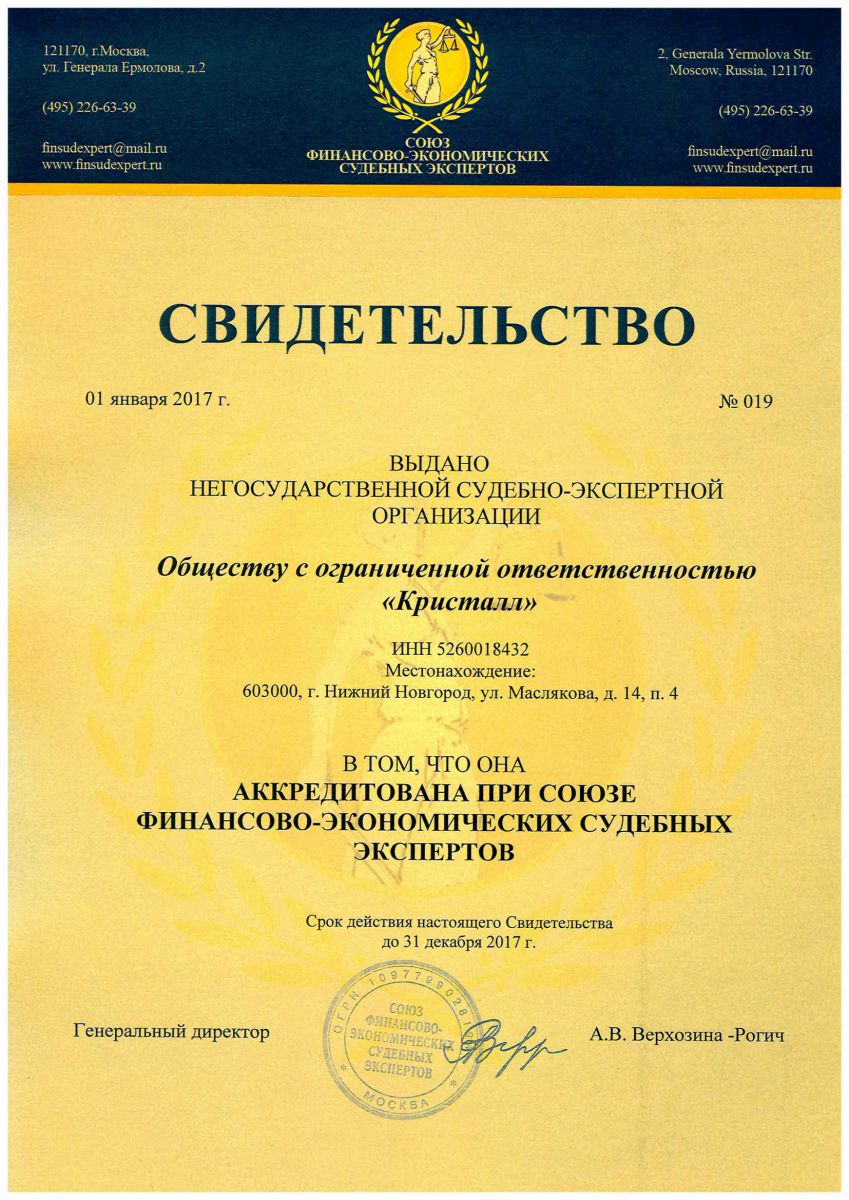 121170, г.Москва,
ул. Генерала Ермолова, д.2
(495) 226-63-39
finsudexpert@mail.ru
www.finsudexpert.ru
2, Generala Yermolova Str.
Moscow, Russia, 121170
(495) 226-63-39
finsudexpert@mail.ru
www.finsudexpert.ru
СОЮЗ
ФИНАНСОВО-ЭКОНОМИЧЕСКИХ
СУДЕБНЫХ ЭКСПЕРТОВ
СВИДЕТЕЛЬСТВО
01 января 2017 г.
№ 019
ВЫДАНО
НЕГОСУДАРСТВЕННОЙ СУДЕБНО-ЭКСПЕРТНОЙ
ОРГАНИЗАЦИИ
Обществу с ограниченной ответственностью
«Кристалл»
ИНН 5260018432
Местонахождение:
603000, г. Нижний Новгород, ул. Маслякова, д. 14, п. 4
В ТОМ, ЧТО ОНА
АККРЕДИТОВАНА ПРИ СОЮЗЕ
ФИНАНСОВО-ЭКОНОМИЧЕСКИХ СУДЕБНЫХ
ЭКСПЕРТОВ
Срок действия настоящего Свидетельства
до 31 декабря 2017 г.
Генеральный директор
А.В. Верхозина -Рогич
ОГРН
СОЮЗ
ФИНАНСОВО-
ЭКОНОМИЧЕСКИХ
СУДЕБНЫХ
ЭКСПЕРТОВ
* МОСКВА *